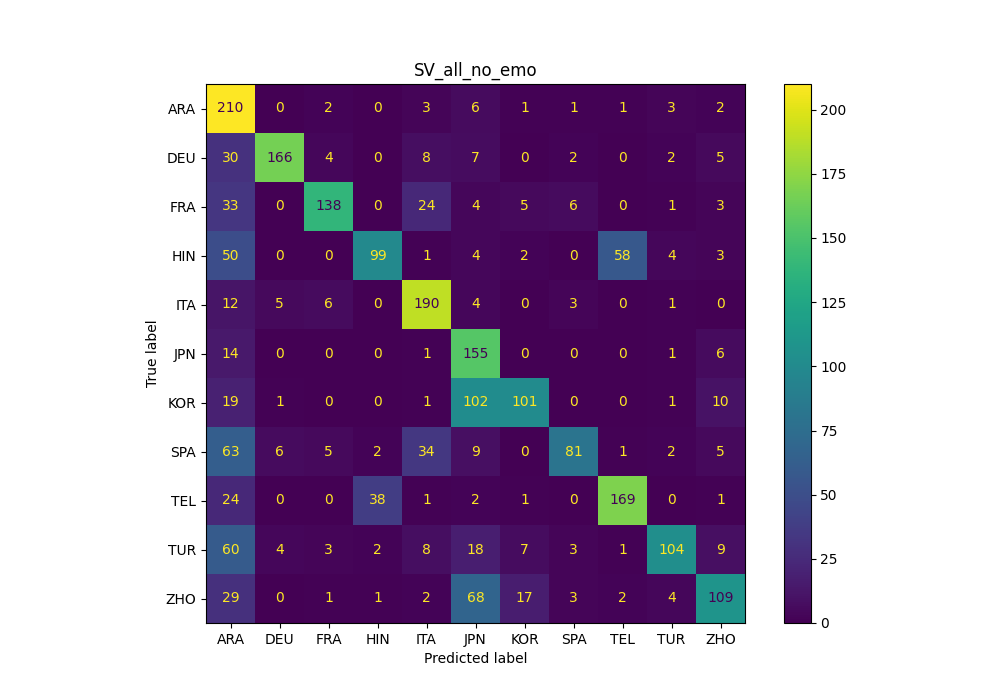 SV_all_no_emo
ARA 210 0 2 0 3 6 1 1 1 3 2
DEU 30 166 4 0 8 7 0 2 0 2 5
FRA 33 0 138 0 24 4 5 6 0 1 3
HIN 50 0 0 99 1 4 2 0 58 4 3
ITA 12 5 6 0 190 4 0 3 0 1 0
JPN 14 0 0 0 1 155 0 0 0 1 6
KOR 19 1 0 0 1 102 101 0 0 1 10
SPA 63 6 5 2 34 9 0 81 1 2 5
TEL 24 0 0 38 1 2 1 0 169 0 1
TUR 60 4 3 2 8 18 7 3 1 104 9
ZHO 29 0 1 1 2 68 17 3 2 4 109
ARA DEU FRA HIN ITA JPN KOR SPA TEL TUR ZHO
Predicted label
True label
200
175
150
125
100
75
50
25
0